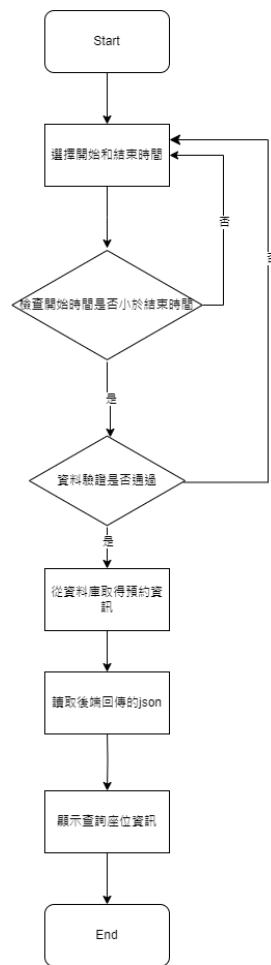 Start
選擇開始和結束時間
否
否
檢查開始時間是否小於結束時間
是
資料驗證是否通過
是
從資料庫取得預約資
訊
讀取後端回傳的json
顯示查詢座位資訊
End